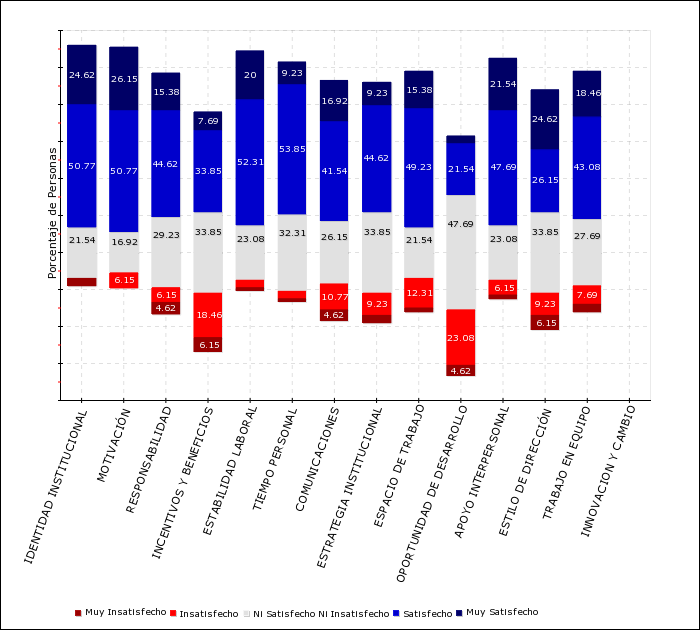 Porcentaje de Personas
24.62 26.15 15.38 7.69 20 9.23 16.92 9.23 15.38 21.54 24.62 18.46
50.77 50.77 44.62 33.85 52.31 53.85 41.54 44.62 49.23 21.54 47.69 26.15 43.08
21.54 16.92 29.23 33.85 23.08 32.31 26.15 33.85 21.54 47.69 23.08 33.85 27.69
6.15 6.15 18.46 10.77 9.23 12.31 23.08 6.15 9.23 7.69
4.62 6.15 4.62 4.62 6.15
IDENTIDAD INSTITUCIONAL
MOTIVACIÓN
RESPONSABILIDAD
INCENTIVOS Y BENEFICIOS
ESTABILIDAD LABORAL
TIEMPO PERSONAL
COMUNICACIONES
ESTRATEGIA INSTITUCIONAL
ESPACIO DE TRABAJO
OPORTUNIDAD DE DESARROLLO
APOYO INTERPERSONAL
ESTILO DE DIRECCIÓN
TRABAJO EN EQUIPO
INNOVACION Y CAMBIO
Muy Insatisfecho Insatisfecho Ni Satisfecho Ni Insatisfecho Satisfecho Muy Satisfecho